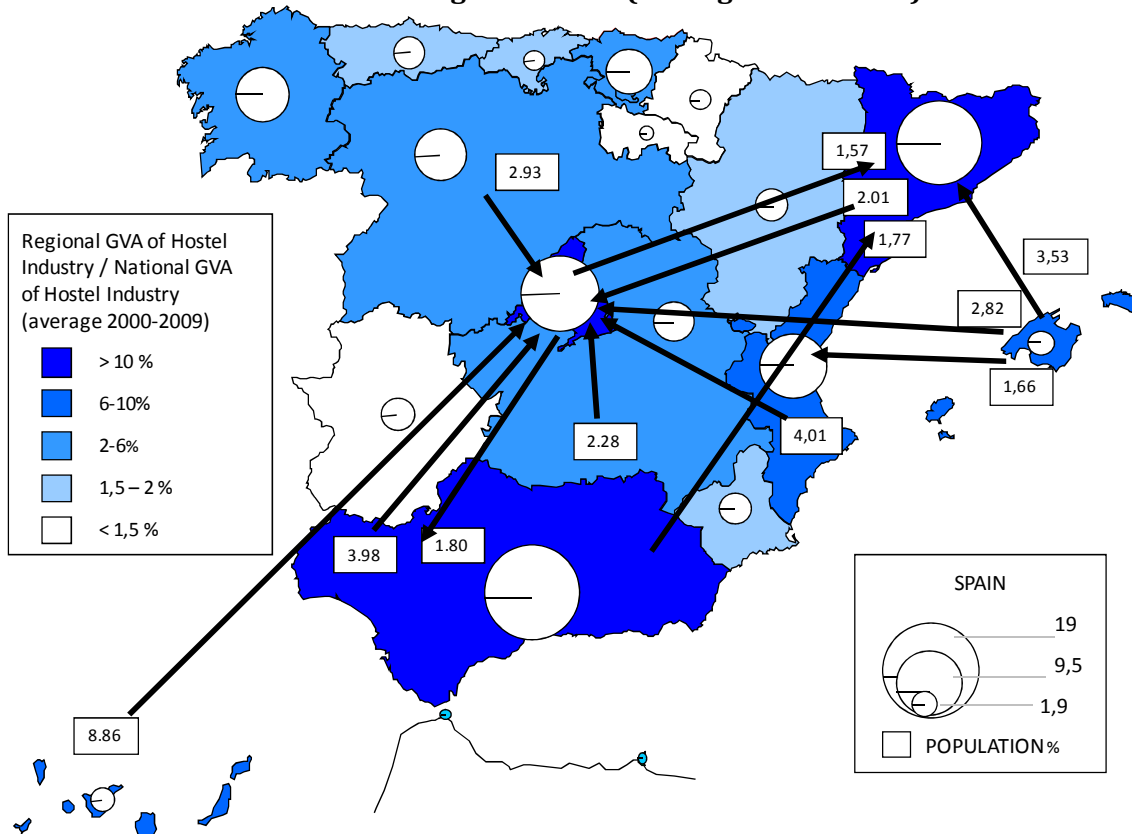 1,57
2.93
2.01
1,77
3,53
Regional GVA of Hostel
Industry / National GVA
of Hostel Industry
(average 2000-2009)
> 10 %
6-10%
2-6%
1,5 – 2 %
< 1,5 %
2,82
1,66
2.28
4,01
3.98
1.80
8.86
SPAIN
19
9,5
1,9
POPULATION %